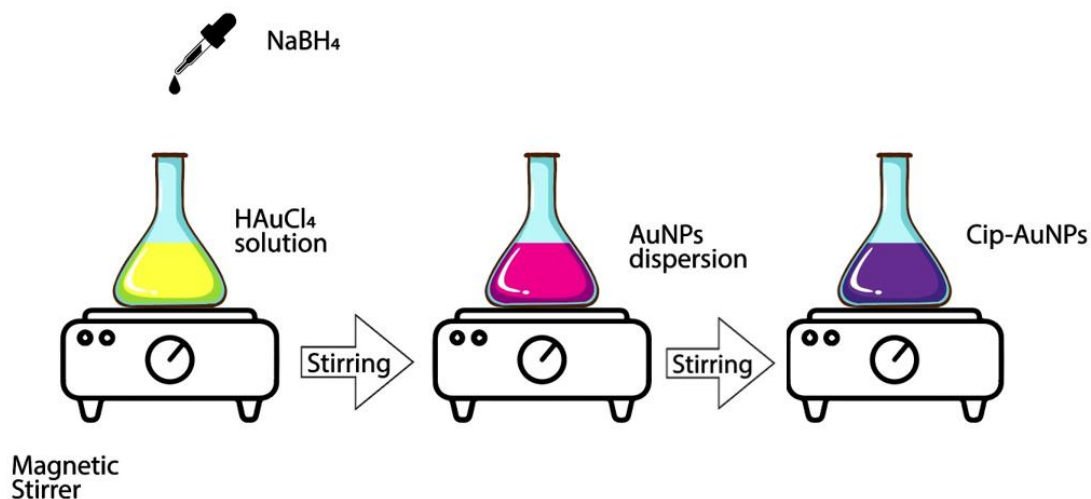 NaBH₄
HAuCl₄
solution
AuNPs
dispersion
Cip-AuNPs
Stirring
Stirring
Magnetic
Stirrer